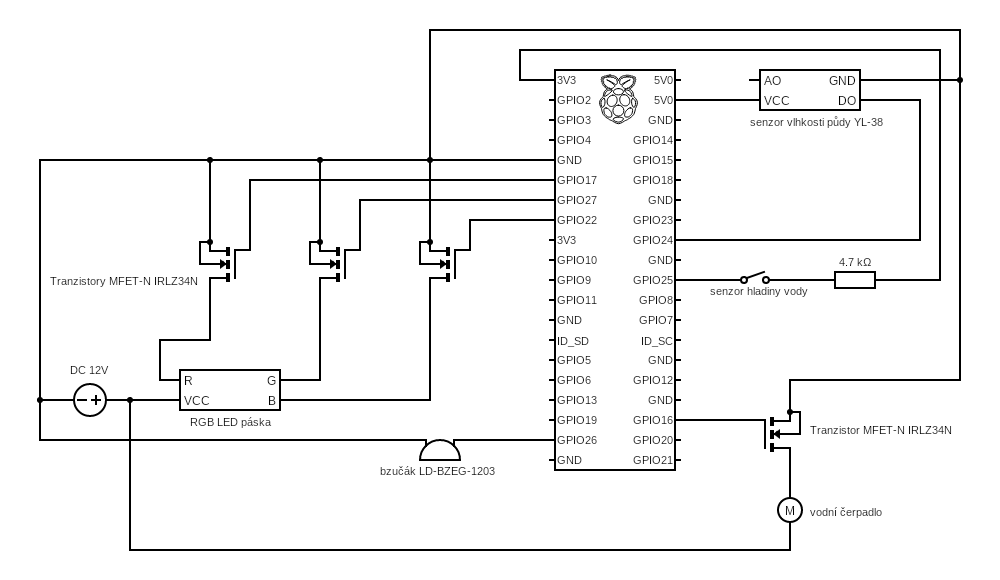 3V3
5V0
AO
GND
GPIO2
5V0
VCC
DO
GPIO3
GND
senzor vlhkosti půdy YL-38
GPIO4
GPIO14
GND
GPIO15
GPIO17
GPIO18
GPIO27
GND
GPIO22
GPIO23
3V3
GPIO24
GPIO10
GND
4.7 kΩ
Tranzistory MFET-N IRLZ34N
GPIO9
GPIO25
senzor hladiny vody
GPIO11
GPIO8
GND
GPIO7
ID_SD
ID_SC
GPIO5
GND
DC 12V
R
G
GPIO6
GPIO12
VCC
B
GPIO13
GND
RGB LED páska
GPIO19
GPIO16
Tranzistor MFET-N IRLZ34N
GPIO26
GPIO20
GND
GPIO21
bzučák LD-BZEG-1203
M
vodní čerpadlo